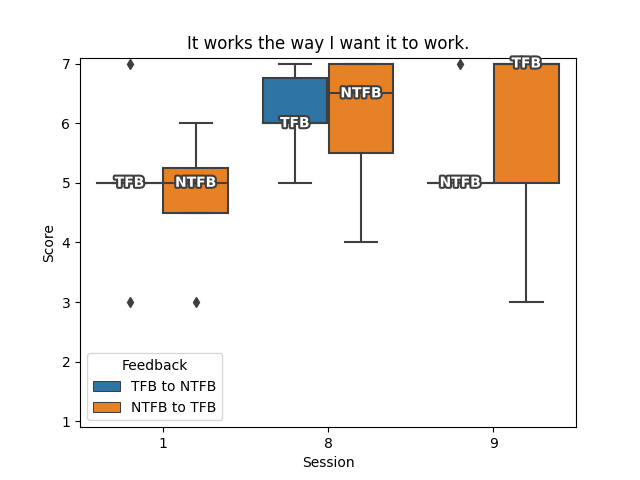 It works the way I want it to work.
7
6
5
4
3
2
1
Score
TFB
NTFB
TFB
NTFB
NTFB
TFB
Feedback
TFB to NTFB
NTFB to TFB
1
8
9
Session